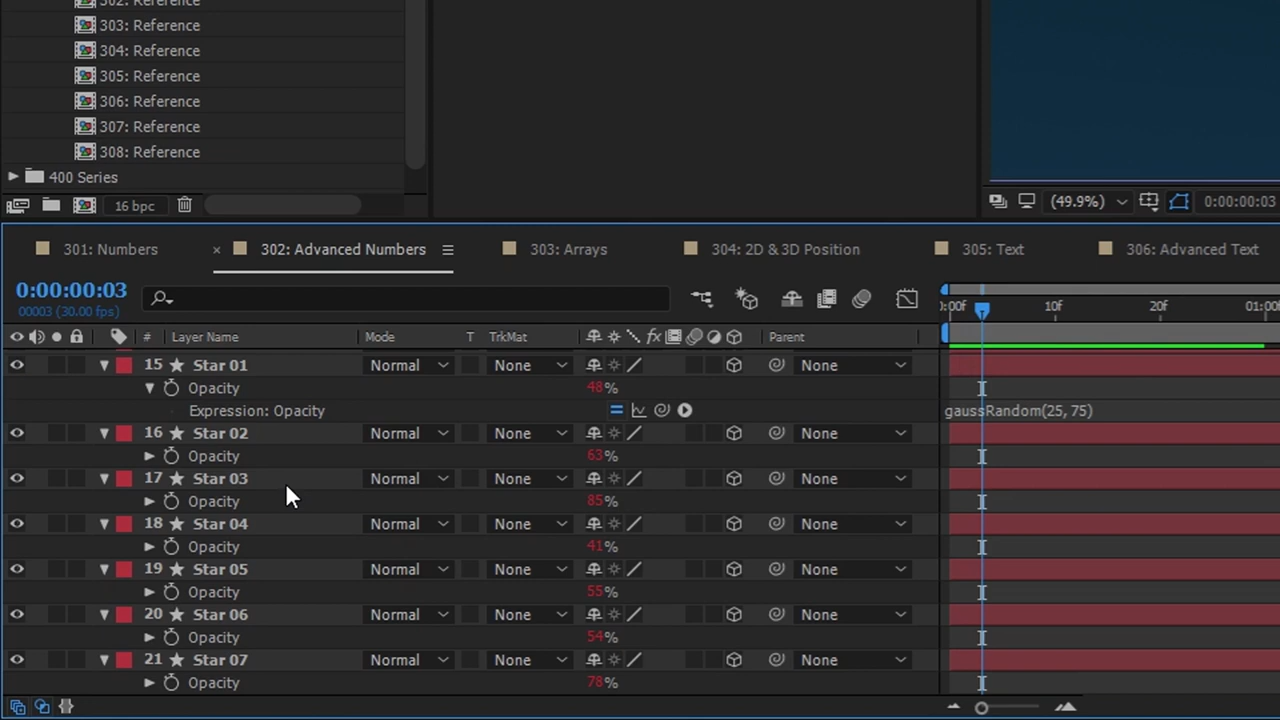 302: Reference
303: Reference
304: Reference
305: Reference
306: Reference
307: Reference
308: Reference
400 Series
16 bpc
(49.9%) 0:00:00:03
301: Numbers × 302: Advanced Numbers 303: Arrays 304: 2D & 3D Position 305: Text 306: Advanced Text
0:00:00:03
00003 (30.00 fps)
:00f 10f 20f 01:00f
# Layer Name Mode T TrkMat fx Parent
15 Star 01 Normal None
Opacity 48%
Expression: Opacity gaussRandom(25, 75)
16 Star 02 Normal None None
Opacity 63%
17 Star 03 Normal None None
Opacity 85%
18 Star 04 Normal None None
Opacity 41%
19 Star 05 Normal None None
Opacity 55%
20 Star 06 Normal None None
Opacity 54%
21 Star 07 Normal None None
Opacity 78%